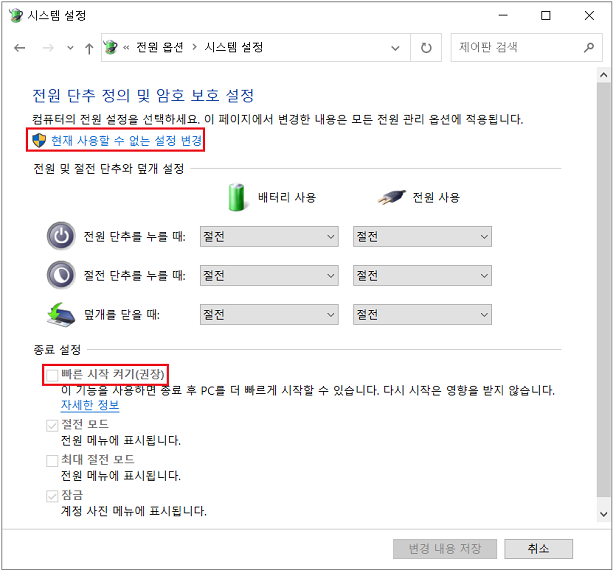 시스템 설정
« 전원 옵션 > 시스템 설정
제어판 검색
전원 단추 정의 및 암호 보호 설정
컴퓨터의 전원 설정을 선택하세요. 이 페이지에서 변경한 내용은 모든 전원 관리 옵션에 적용됩니다.
현재 사용할 수 없는 설정 변경
전원 및 절전 단추와 덮개 설정
배터리 사용 전원 사용
전원 단추를 누를 때: 절전 절전
절전 단추를 누를 때: 절전 절전
덮개를 닫을 때: 절전 절전
종료 설정
빠른 시작 켜기(권장)
이 기능을 사용하면 종료 후 PC를 더 빠르게 시작할 수 있습니다. 다시 시작은 영향을 받지 않습니다.
자세한 정보
절전 모드
전원 메뉴에 표시됩니다.
최대 절전 모드
전원 메뉴에 표시됩니다.
잠금
계정 사진 메뉴에 표시됩니다.
변경 내용 저장 취소